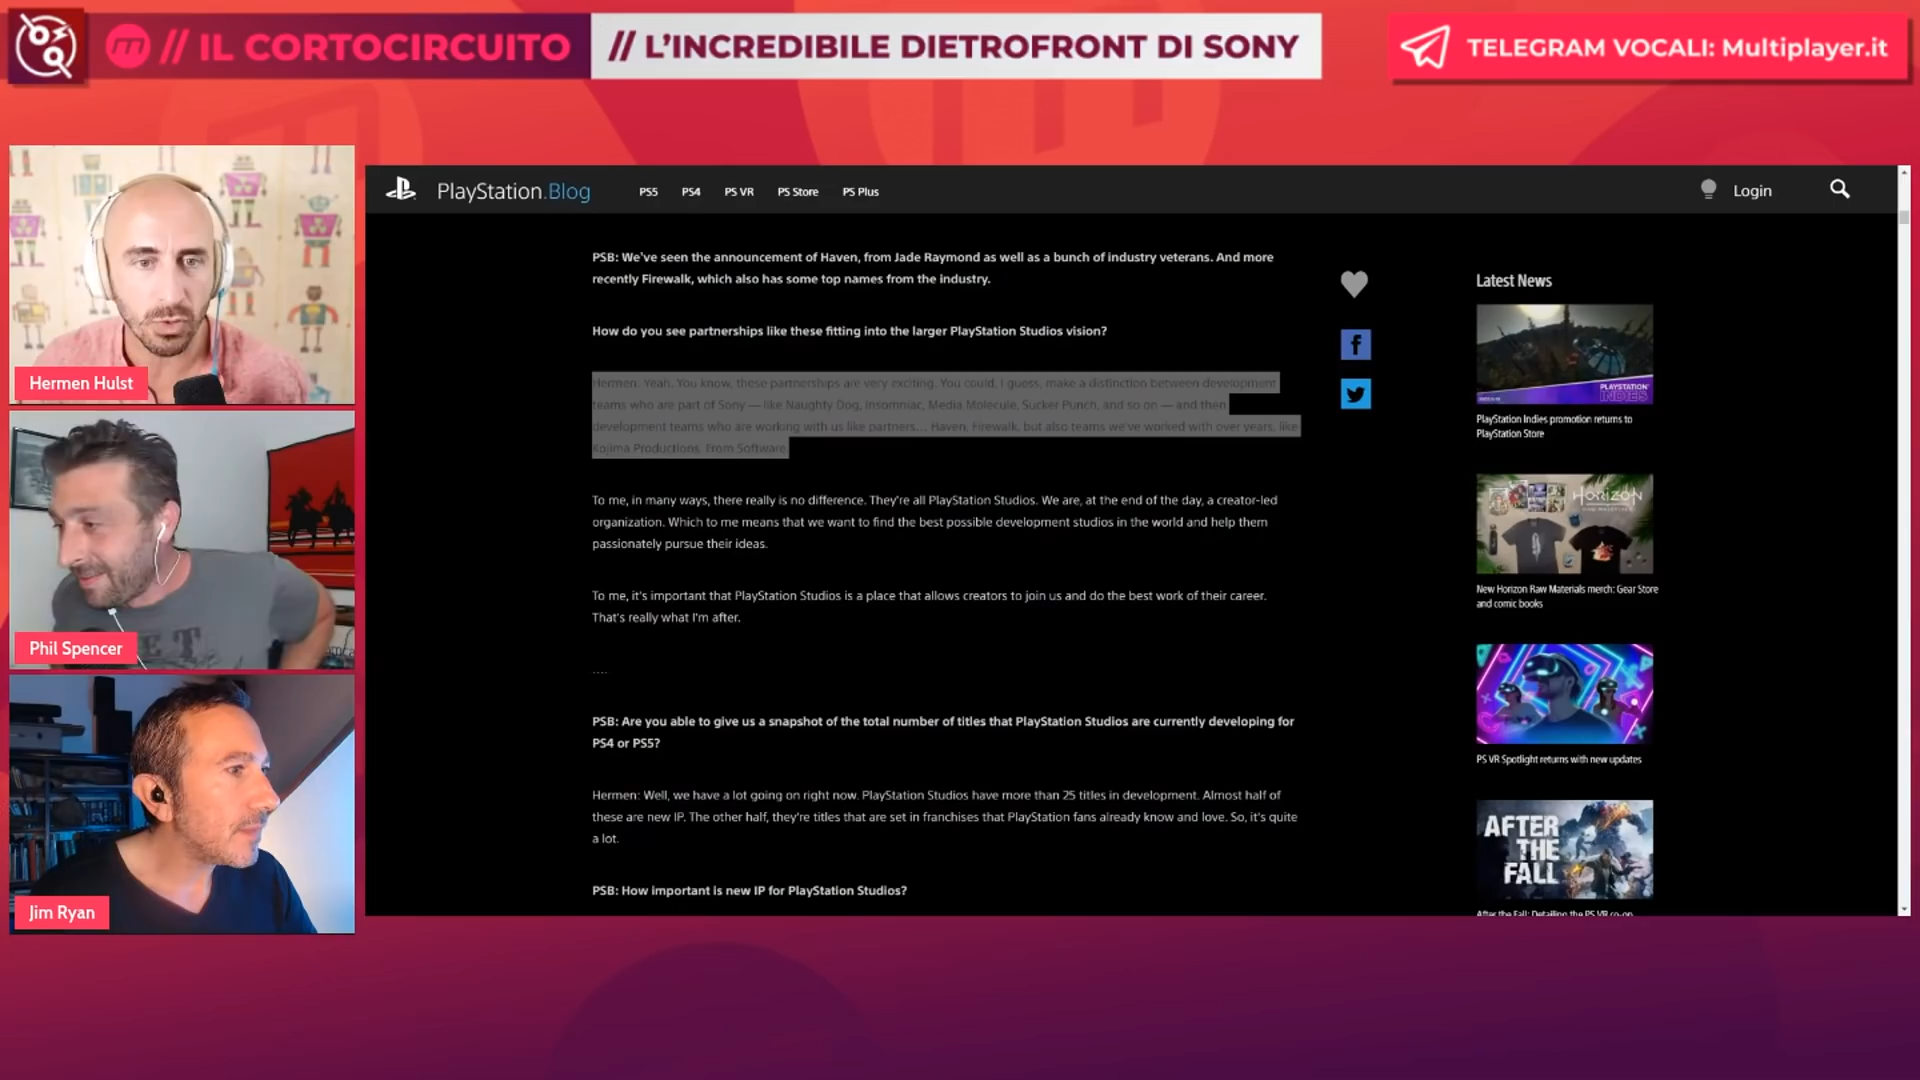 // IL CORTOCIRCUITO
// L'INCREDIBILE DIETROFRONT DI SONY
TELEGRAM VOCALI: Multiplayer.it
Hermen Hulst
Phil Spencer
Jim Ryan
PlayStation.Blog
PS5
PS4
PS VR
PS Store
PS Plus
Login
PSB: We've seen the announcement of Haven, from Jade Raymond as well as a bunch of industry veterans. And more
recently Firewalk, which also has some top names from the industry.
How do you see partnerships like these fitting into the larger PlayStation Studios vision?
Hermen: Yeah. You know, these partnerships are very exciting. You could, I guess, make a distinction between development
teams who are part of Sony — like Naughty Dog, Insomniac, Media Molecule, Sucker Punch, and so on — and then
development teams who are working with us like partners… Haven, Firewalk, but also teams we've worked with over years, like
Kojima Productions, From Software.
To me, in many ways, there really is no difference. They're all PlayStation Studios. We are, at the end of the day, a creator-led
organization. Which to me means that we want to find the best possible development studios in the world and help them
passionately pursue their ideas.
To me, it's important that PlayStation Studios is a place that allows creators to join us and do the best work of their career.
That's really what I'm after.
....
PSB: Are you able to give us a snapshot of the total number of titles that PlayStation Studios are currently developing for
PS4 or PS5?
Hermen: Well, we have a lot going on right now. PlayStation Studios have more than 25 titles in development. Almost half of
these are new IP. The other half, they're titles that are set in franchises that PlayStation fans already know and love. So, it's quite
a lot.
PSB: How important is new IP for PlayStation Studios?
Latest News
PLAYSTATION
INDIES
PlayStation Indies promotion returns to
PlayStation Store
HORIZON
New Horizon Raw Materials merch: Gear Store
and comic books
PS VR Spotlight returns with new updates
AFTER
THE
FALL
After the Fall: Detailing the PS VR co-op